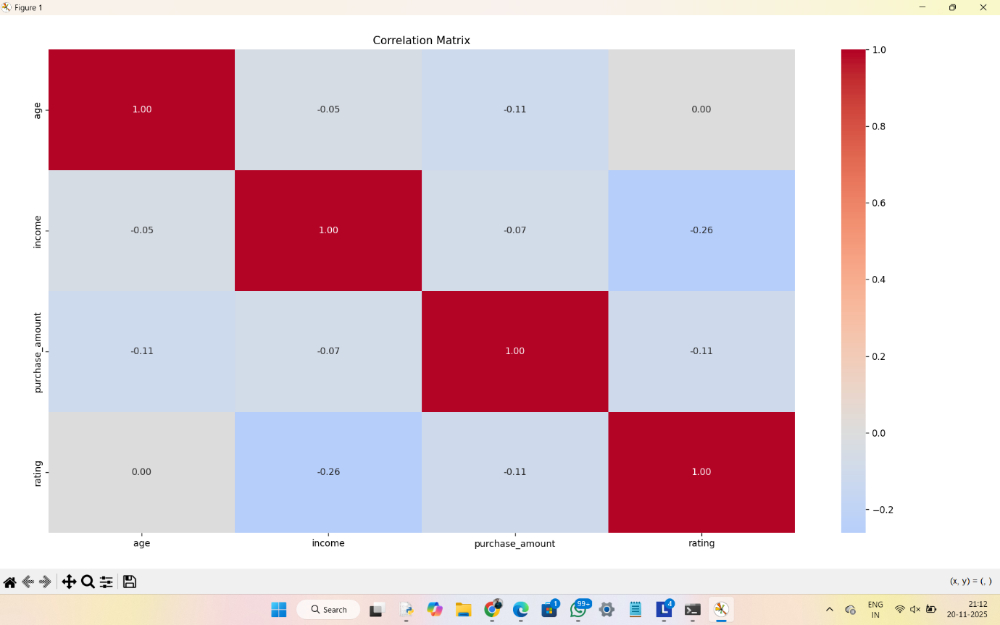 Figure 1
Correlation Matrix
age
1.00
-0.05
-0.11
0.00
income
-0.05
1.00
-0.07
-0.26
purchase_amount
-0.11
-0.07
1.00
-0.11
rating
0.00
-0.26
-0.11
1.00
age
income
purchase_amount
rating
1.0
0.8
0.6
0.4
0.2
0.0
−0.2
(x, y) = (, )
Search
1
99+
L
4
ENG
IN
21:12
20-11-2025